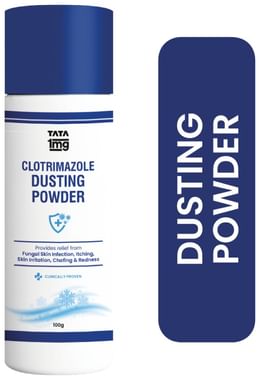 TATA
1mg
CLOTRIMAZOLE
DUSTING
POWDER
Provides relief from
Fungal Skin Infection, Itching,
Skin Irritation, Chafing & Redness
CLINICALLY PROVEN
100g
DUSTING
POWDER